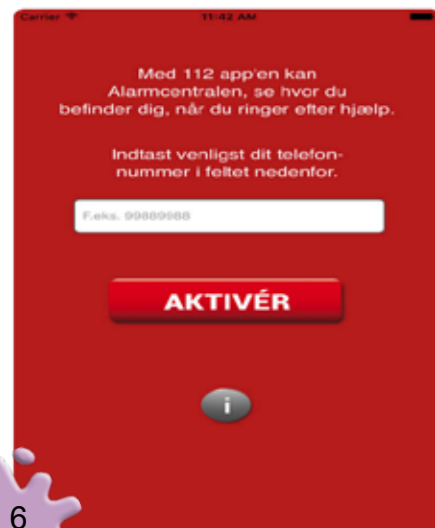 Carrier 11:42 AM
Med 112 app'en kan
Alarmcentralen, se hvor du
befinder dig, når du ringer efter hjælp.
Indtast venligst dit telefon-
nummer i feltet nedenfor.
F.eks. 99889988
AKTIVÉR
i
6